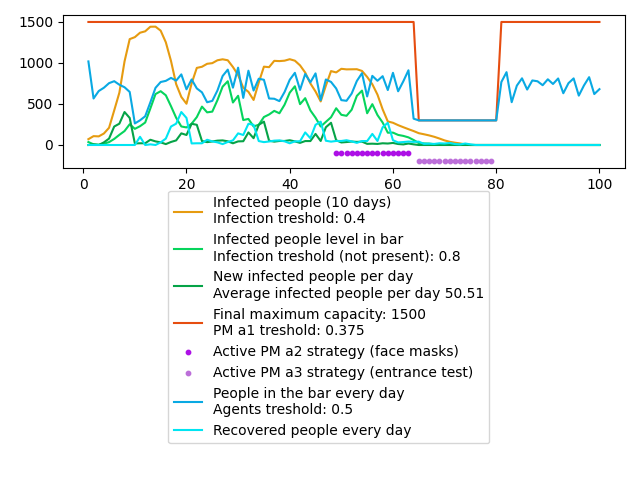 1500
1000
500
0
0
20
40
60
80
100
Infected people (10 days)
Infection treshold: 0.4
Infected people level in bar
Infection treshold (not present): 0.8
New infected people per day
Average infected people per day 50.51
Final maximum capacity: 1500
PM a1 treshold: 0.375
Active PM a2 strategy (face masks)
Active PM a3 strategy (entrance test)
People in the bar every day
Agents treshold: 0.5
Recovered people every day